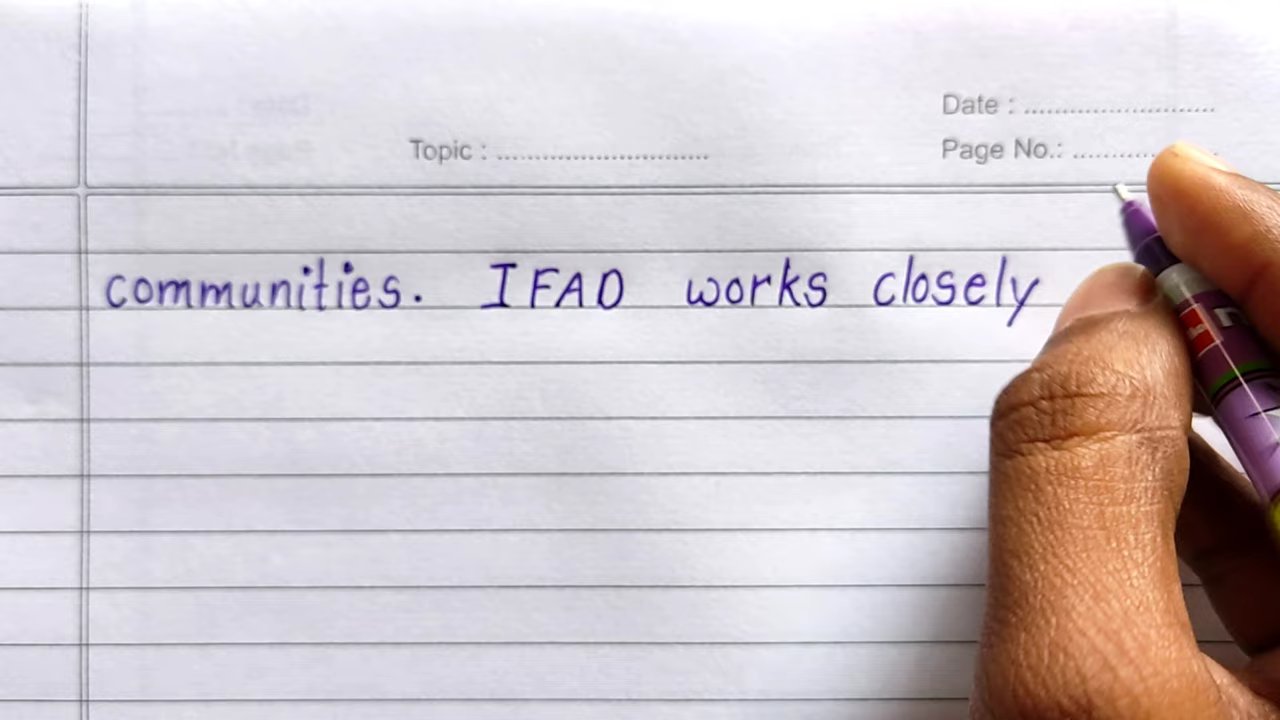 Date : ..........................
Topic : ............................ Page No.: ............
communities. IFAD works closely